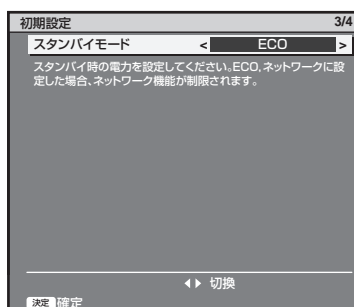 初期設定 3/4
スタンバイモード < ECO >
スタンバイ時の電力を設定してください。ECO,ネットワークに設
定した場合、ネットワーク機能が制限されます。
◀▶ 切換
決定 確定